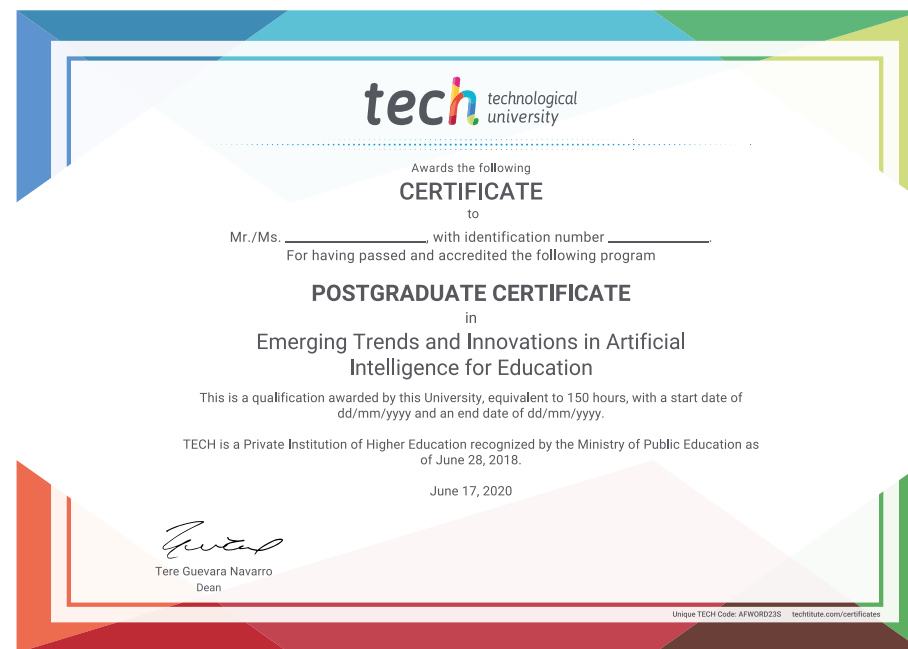 tech technological
university
Awards the following
CERTIFICATE
to
Mr./Ms. ____________________, with identification number ______________.
For having passed and accredited the following program
POSTGRADUATE CERTIFICATE
in
Emerging Trends and Innovations in Artificial
Intelligence for Education
This is a qualification awarded by this University, equivalent to 150 hours, with a start date of
dd/mm/yyyy and an end date of dd/mm/yyyy.
TECH is a Private Institution of Higher Education recognized by the Ministry of Public Education as
of June 28, 2018.
June 17, 2020
Tere Guevara Navarro
Dean
Unique TECH Code: AFWORD23S techtitute.com/certificates